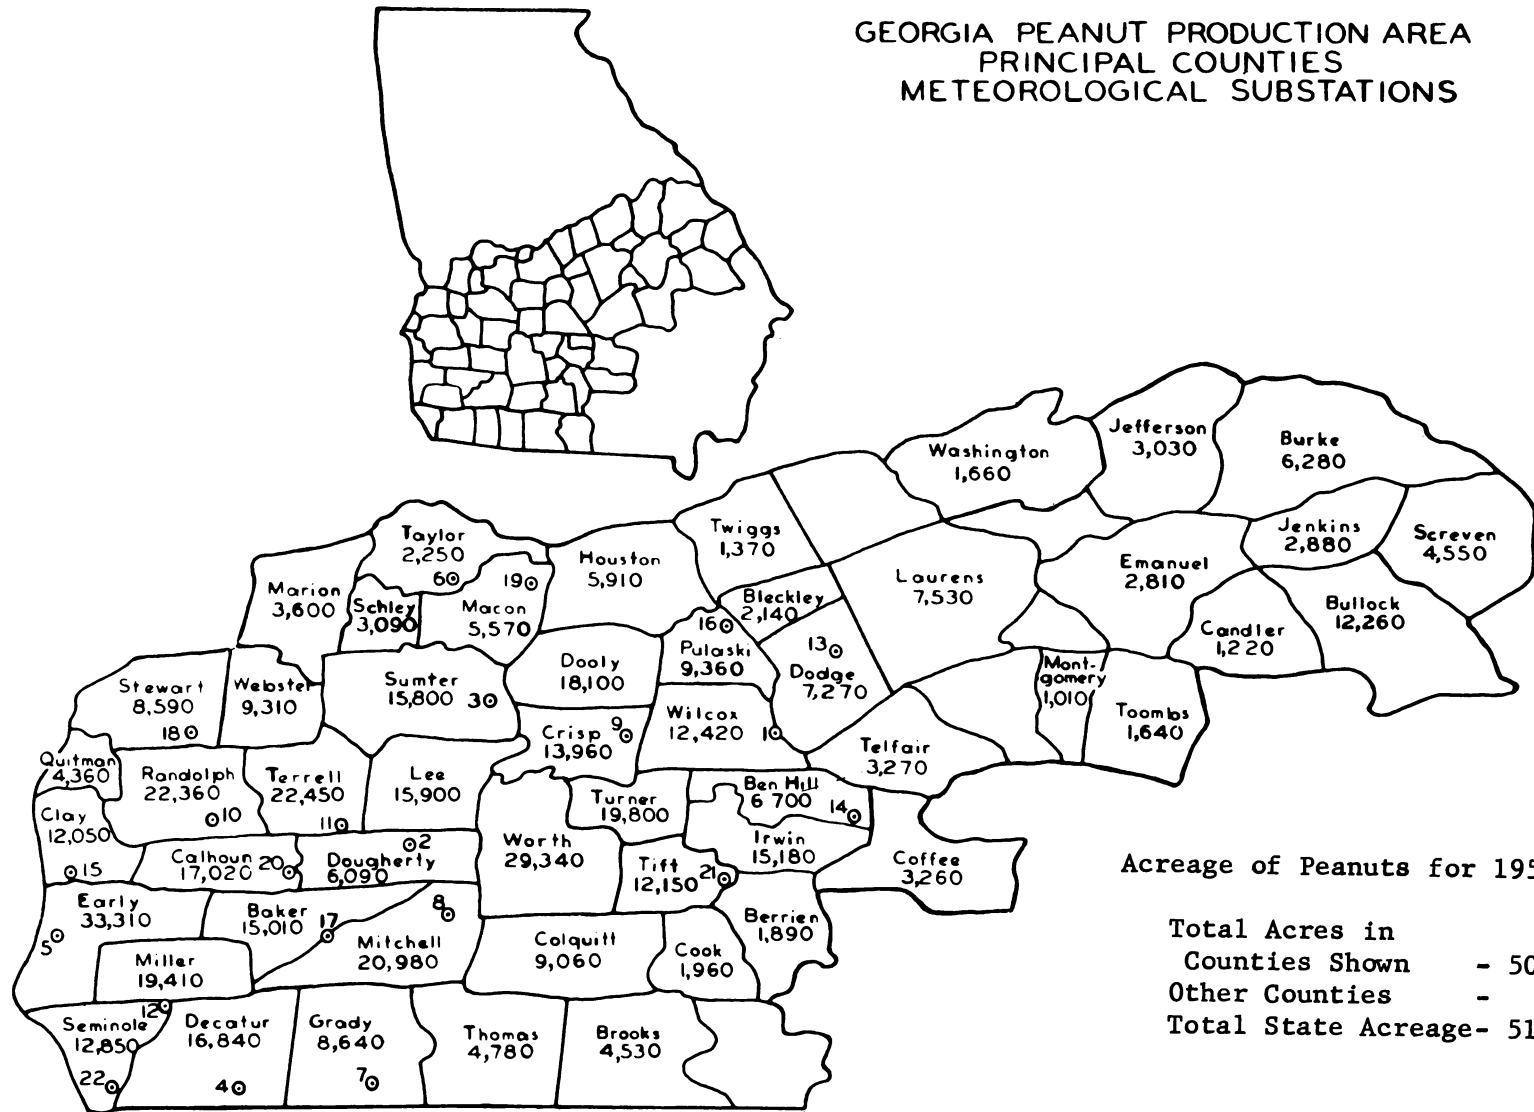 GEORGIA PEANUT PRODUCTION AREA
PRINCIPAL COUNTIES
METEOROLOGICAL SUBSTATIONS
Jefferson
3,030
Burke
6,280
Washington
1,660
Twiggs
1,370
Jenkins
2,880
Screven
4,550
Taylor
2,250
6
19
Houston
5,910
Emanuel
2,810
Laurens
7,530
Marion
3,600
Schley
3,090
Macon
5,570
Bleckley
2,140
16
Bullock
12,260
Candler
1,220
Pulaski
9,360
13
Dodge
7,270
Dooly
18,100
Mont-
gomery
1,010
Stewart
8,590
18
Webster
9,310
Sumter
15,800
3
Toombs
1,640
Crisp
13,960
9
Wilcox
12,420
1
Telfair
3,270
Quitman
4,360
Randolph
22,360
10
Terrell
22,450
11
Lee
15,900
Turner
19,800
Ben Hill
6 700
14
Clay
12,050
15
Worth
29,340
Irwin
15,180
Calhoun
17,020
20
2
Dougherty
6,090
Tift
12,150
21
Coffee
3,260
Acreage of Peanuts for 195
Early
33,310
5
Baker
15,010
17
8
Mitchell
20,980
Colquitt
9,060
Cook
1,960
Berrien
1,890
Total Acres in
Counties Shown - 50
Other Counties -
Total State Acreage- 51
Miller
19,410
12
Seminole
12,850
22
Decatur
16,840
4
Grady
8,640
7
Thomas
4,780
Brooks
4,530